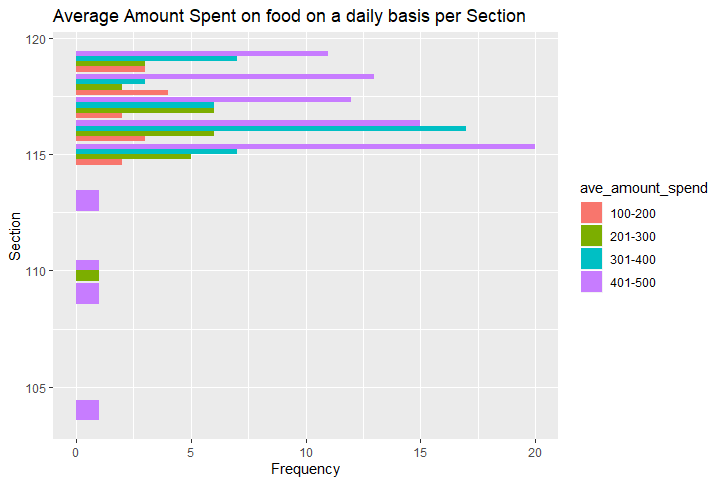 Average Amount Spent on food on a daily basis per Section
120
115
110
105
Section
0 5 10 15 20
Frequency
ave_amount_spend
100-200
201-300
301-400
401-500